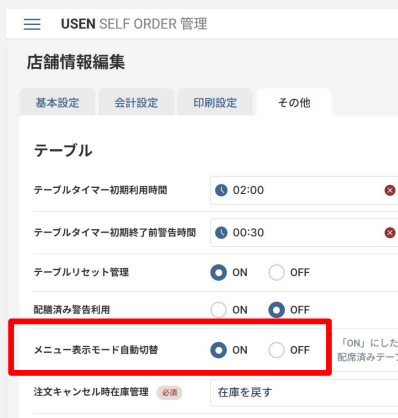 USEN SELF ORDER 管理
店舗情報編集
基本設定 会計設定 印刷設定 その他
テーブル
テーブルタイマー初期利用時間 02:00
テーブルタイマー初期終了前警告時間 00:30
テーブルリセット管理 ON OFF
配膳済み警告利用 ON OFF
メニュー表示モード自動切替 ON OFF 「ON」にした
配席済みテーブ
注文キャンセル時在庫管理 必須 在庫を戻す